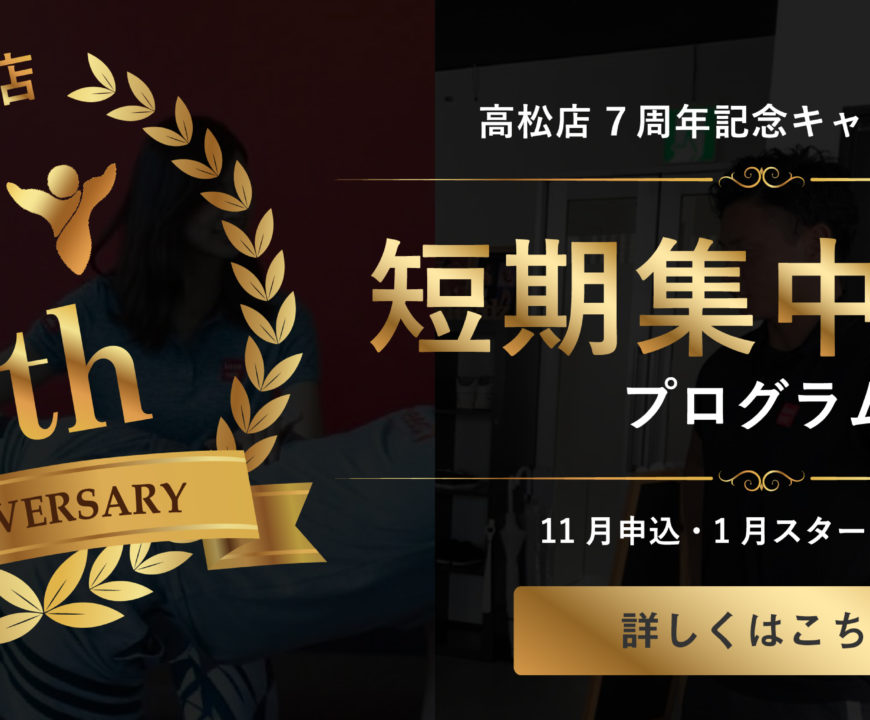 店
th
VERSARY
高松店 7周年記念キャ
短期集中
プログラム
11月申込・1月スター
詳しくはこち